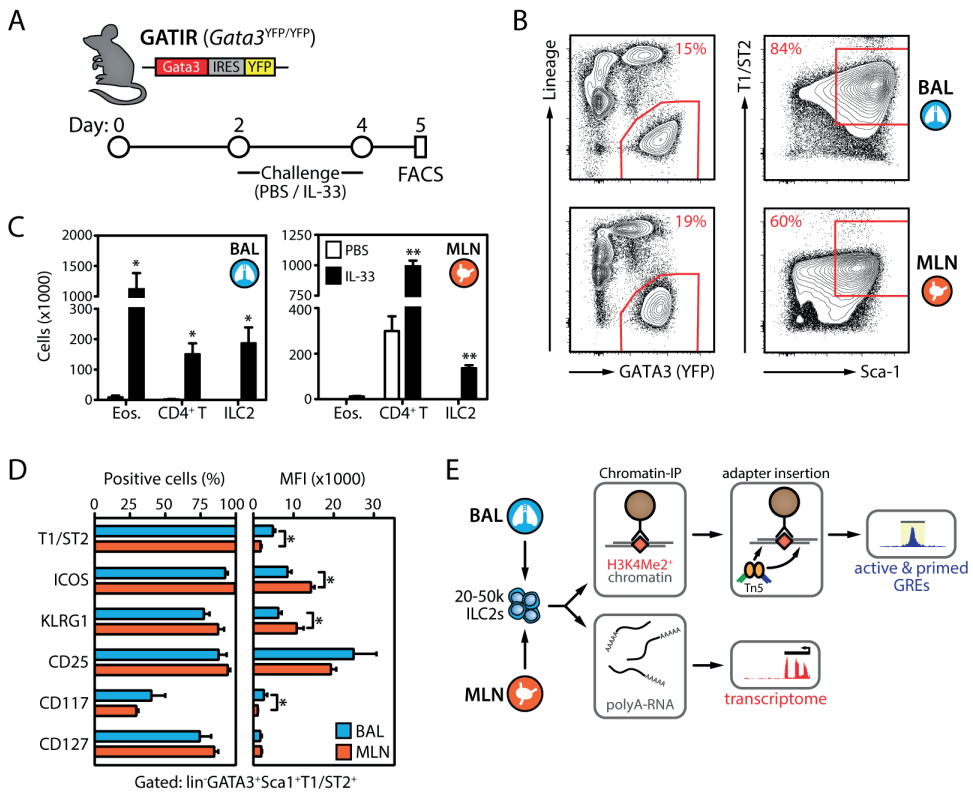 A
GATIR (Gata3YFP/YFP)
Gata3 IRES YFP
Day: 0 2 4 5
Challenge
(PBS / IL-33)
FACS
B
Lineage
15%
T1/ST2
84%
BAL
19%
60%
MLN
GATA3 (YFP)
Sca-1
C
Cells (x1000)
2000
1500
1000
300
200
100
0
BAL
*
*
*
Eos. CD4+ T ILC2
1250
1000
750
400
200
0
PBS
IL-33
MLN
**
**
Eos. CD4+ T ILC2
D
Positive cells (%)
0 25 50 75 100
MFI (x1000)
0 10 20 30
T1/ST2
*
ICOS
*
KLRG1
*
CD25
CD117
*
CD127
BAL
MLN
Gated: lin-GATA3+Sca1+T1/ST2+
E
BAL
20-50k
ILC2s
MLN
Chromatin-IP
H3K4Me2+
chromatin
adapter insertion
Tn5
active & primed
GREs
AAAAA
AAAAA
AAAAA
polyA-RNA
transcriptome